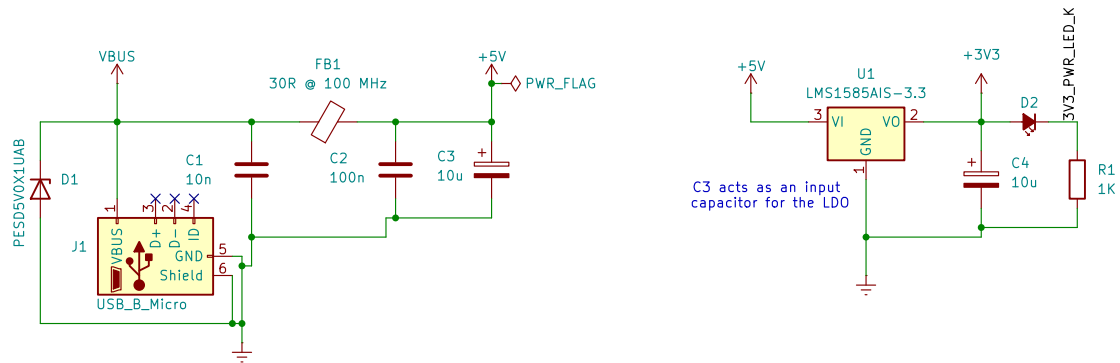 VBUS
FB1
30R @ 100 MHz
+5V
PWR_FLAG
PESD5V0X1UAB
D1
C1
10n
C2
100n
C3
10u
+
J1
1
3
2
4
VBUS
D+
D-
ID
GND
5
Shield
6
USB_B_Micro
+5V
U1
LMS1585AIS-3.3
3
VI
VO
2
GND
1
+3V3
D2
3V3_PWR_LED_K
+
C4
10u
R1
1K
C3 acts as an input
capacitor for the LDO